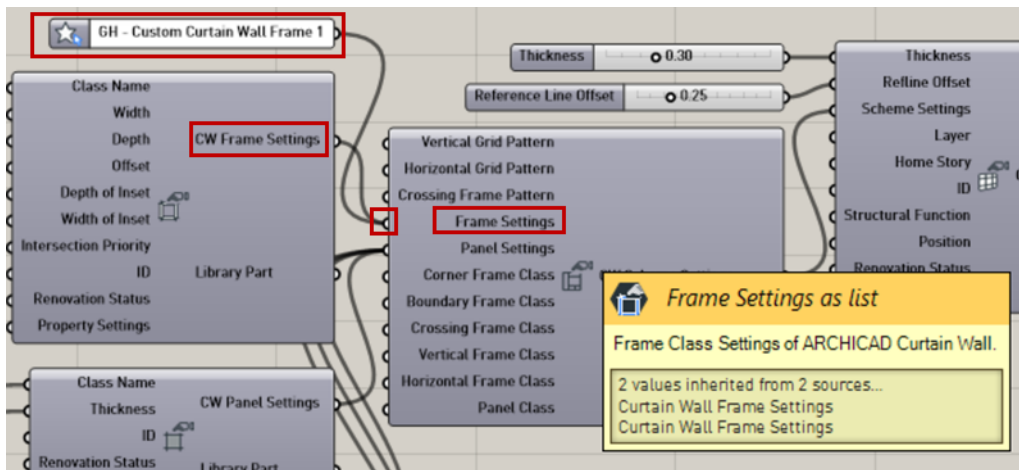 GH - Custom Curtain Wall Frame 1
Class Name
Width
Depth
Offset
Depth of Inset
Width of Inset
Intersection Priority
ID
Renovation Status
Property Settings
CW Frame Settings
Library Part
Class Name
Thickness
ID
Renovation Status
CW Panel Settings
Library Part
Thickness 0.30
Reference Line Offset 0.25
Vertical Grid Pattern
Horizontal Grid Pattern
Crossing Frame Pattern
Frame Settings
Panel Settings
Corner Frame Class
Boundary Frame Class
Crossing Frame Class
Vertical Frame Class
Horizontal Frame Class
Panel Class
Thickness
Refline Offset
Scheme Settings
Layer
Home Story
ID
Structural Function
Position
Renovation Status
Frame Settings as list
Frame Class Settings of ARCHICAD Curtain Wall.
2 values inherited from 2 sources...
Curtain Wall Frame Settings
Curtain Wall Frame Settings